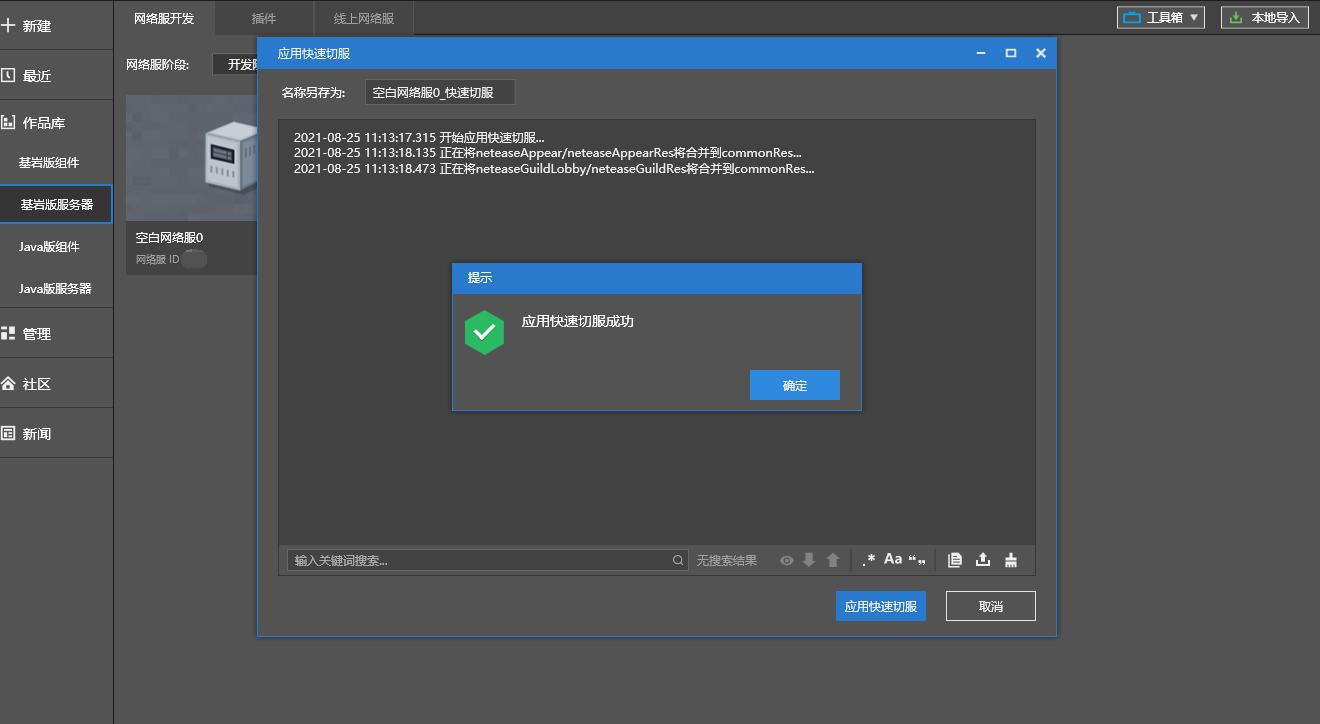 新建
最近
作品库
基岩版组件
基岩版服务器
Java版组件
Java版服务器
管理
社区
新闻
网络服开发
插件
线上网络服
工具箱
本地导入
网络服阶段:
开发
空白网络服0
网络服 ID
应用快速切服
名称另存为:
空白网络服0_快速切服
2021-08-25 11:13:17.315 开始应用快速切服...
2021-08-25 11:13:18.135 正在将neteaseAppear/neteaseAppearRes将合并到commonRes...
2021-08-25 11:13:18.473 正在将neteaseGuildLobby/neteaseGuildRes将合并到commonRes...
提示
应用快速切服成功
确定
输入关键词搜索...
无搜索结果
.* Aa “„
应用快速切服
取消